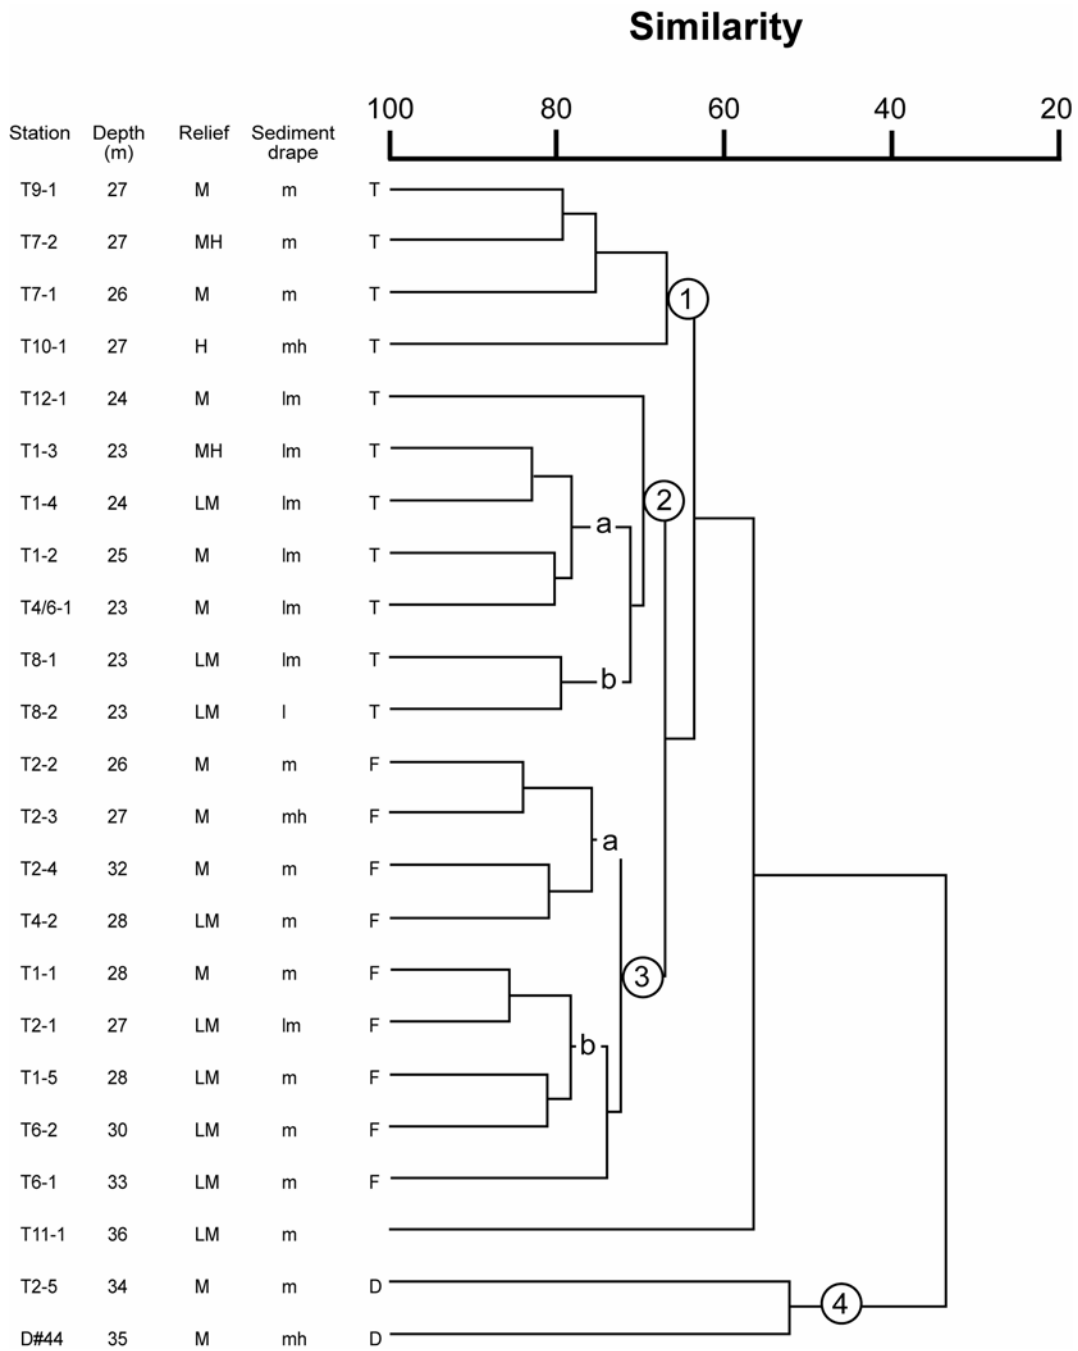 Similarity
100 80 60 40 20
Station Depth (m) Relief Sediment drape
T9-1 27 M m T
T7-2 27 MH m T
T7-1 26 M m T
1
T10-1 27 H mh T
T12-1 24 M lm T
T1-3 23 MH lm T
T1-4 24 LM lm T
2
a
T1-2 25 M lm T
T4/6-1 23 M lm T
T8-1 23 LM lm T
b
T8-2 23 LM l T
T2-2 26 M m F
T2-3 27 M mh F
a
T2-4 32 M m F
T4-2 28 LM m F
T1-1 28 M m F
3
T2-1 27 LM lm F
b
T1-5 28 LM m F
T6-2 30 LM m F
T6-1 33 LM m F
T11-1 36 LM m
T2-5 34 M m D
4
D#44 35 M mh D